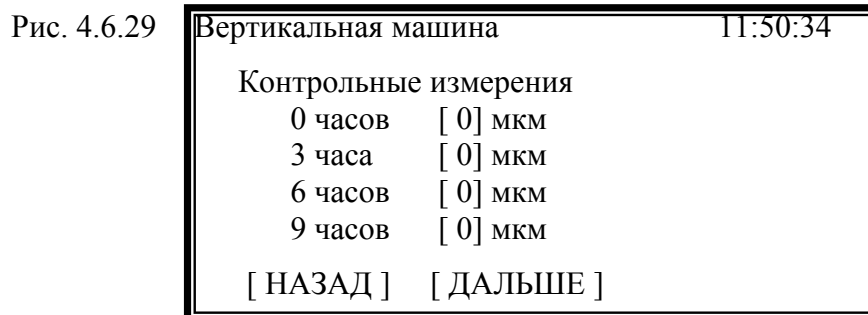 Рис. 4.6.29
Вертикальная машина 11:50:34
Контрольные измерения
0 часов [ 0] мкм
3 часа [ 0] мкм
6 часов [ 0] мкм
9 часов [ 0] мкм
[ НАЗАД ] [ ДАЛЬШЕ ]